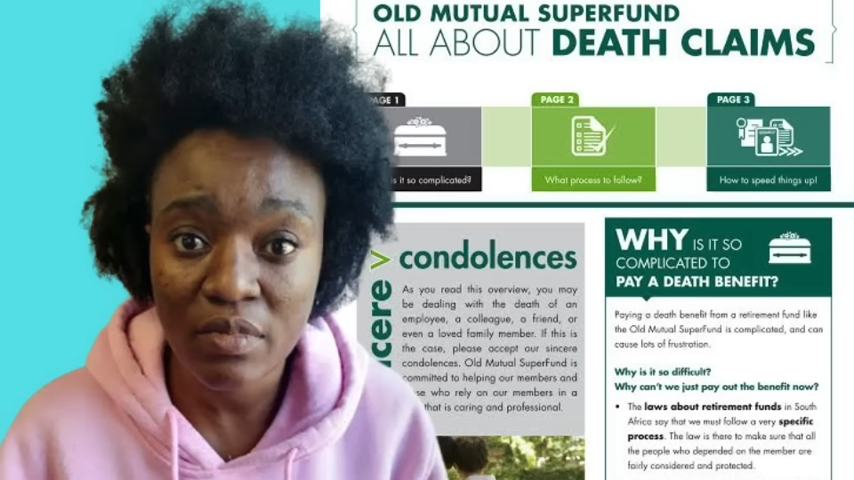 OLD MUTUAL SUPERFUND
ALL ABOUT DEATH CLAIMS
PAGE 1
PAGE 2
PAGE 3
is it so complicated?
What process to follow?
How to speed things up!
> condolences
As you read this overview, you may
be dealing with the death of an
employee, a colleague, a friend, or
even a loved family member. If this is
the case, please accept our sincere
condolences. Old Mutual SuperFund is
committed to helping our members and
who rely on our members in a
that is caring and professional.
WHY IS IT SO
COMPLICATED TO
PAY A DEATH BENEFIT?
Paying a death benefit from a retirement fund like
the Old Mutual SuperFund is complicated, and can
cause lots of frustration.
Why is it so difficult?
Why can't we just pay out the benefit now?
• The laws about retirement funds in South
Africa say that we must follow a very specific
process. The law is there to make sure that all
the people who depended on the member are
fairly considered and protected.